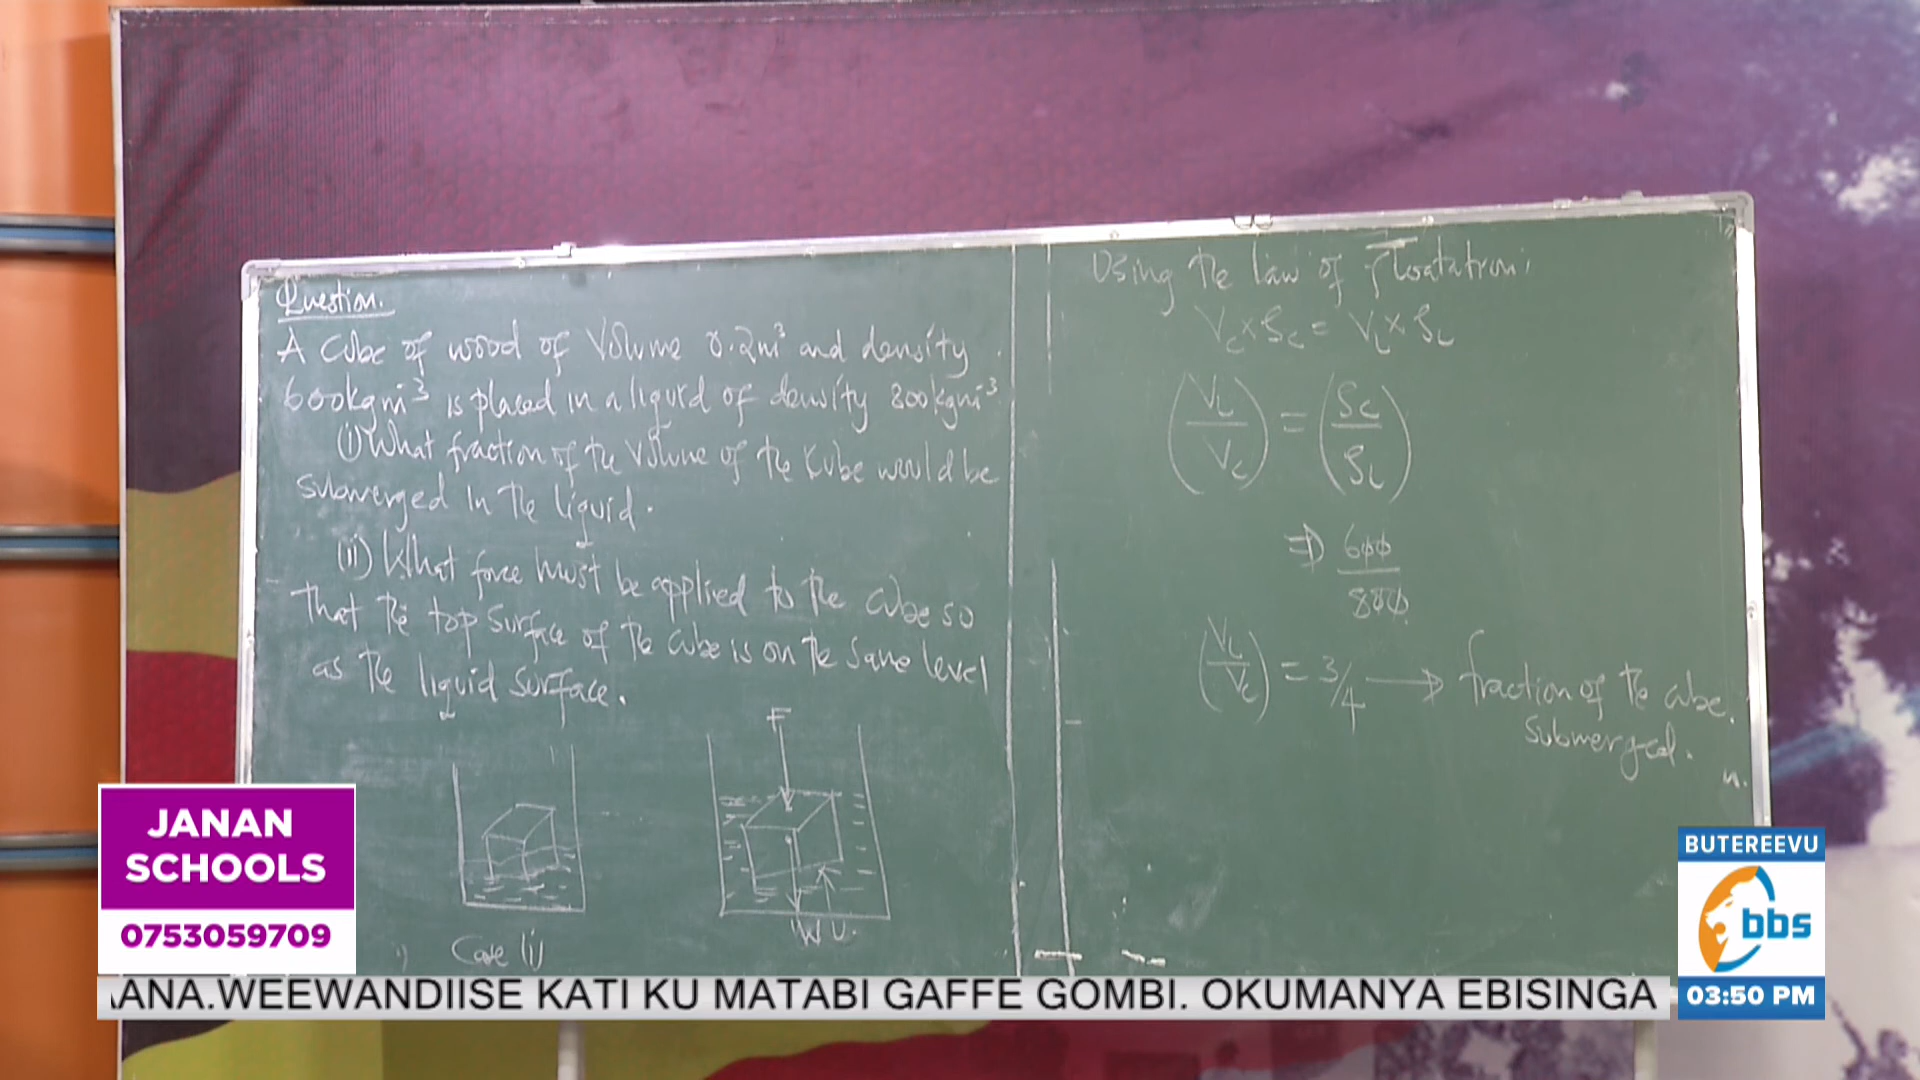 Question.
A cube of wood of volume 0.2m³ and density
600kgm⁻³ is placed in a liquid of density 800kgm⁻³
(i) What fraction of the volume of the kube would be
submerged in the liquid.
(ii) What force must be applied to the cube so
that the top surface of the cube is on the same level
as the liquid surface.
F
W U
Case (i)
Using the law of floatation,
Vc × ρc = VL × ρL
(VL/Vc) = (ρc/ρL)
⇒ 600/800
(VL/Vc) = 3/4 → fraction of the cube
submerged.
JANAN
SCHOOLS
0753059709
BUTEREEVU
bbs
03:50 PM
ANA.WEEWANDIISE KATI KU MATABI GAFFE GOMBI. OKUMANYA EBISINGA